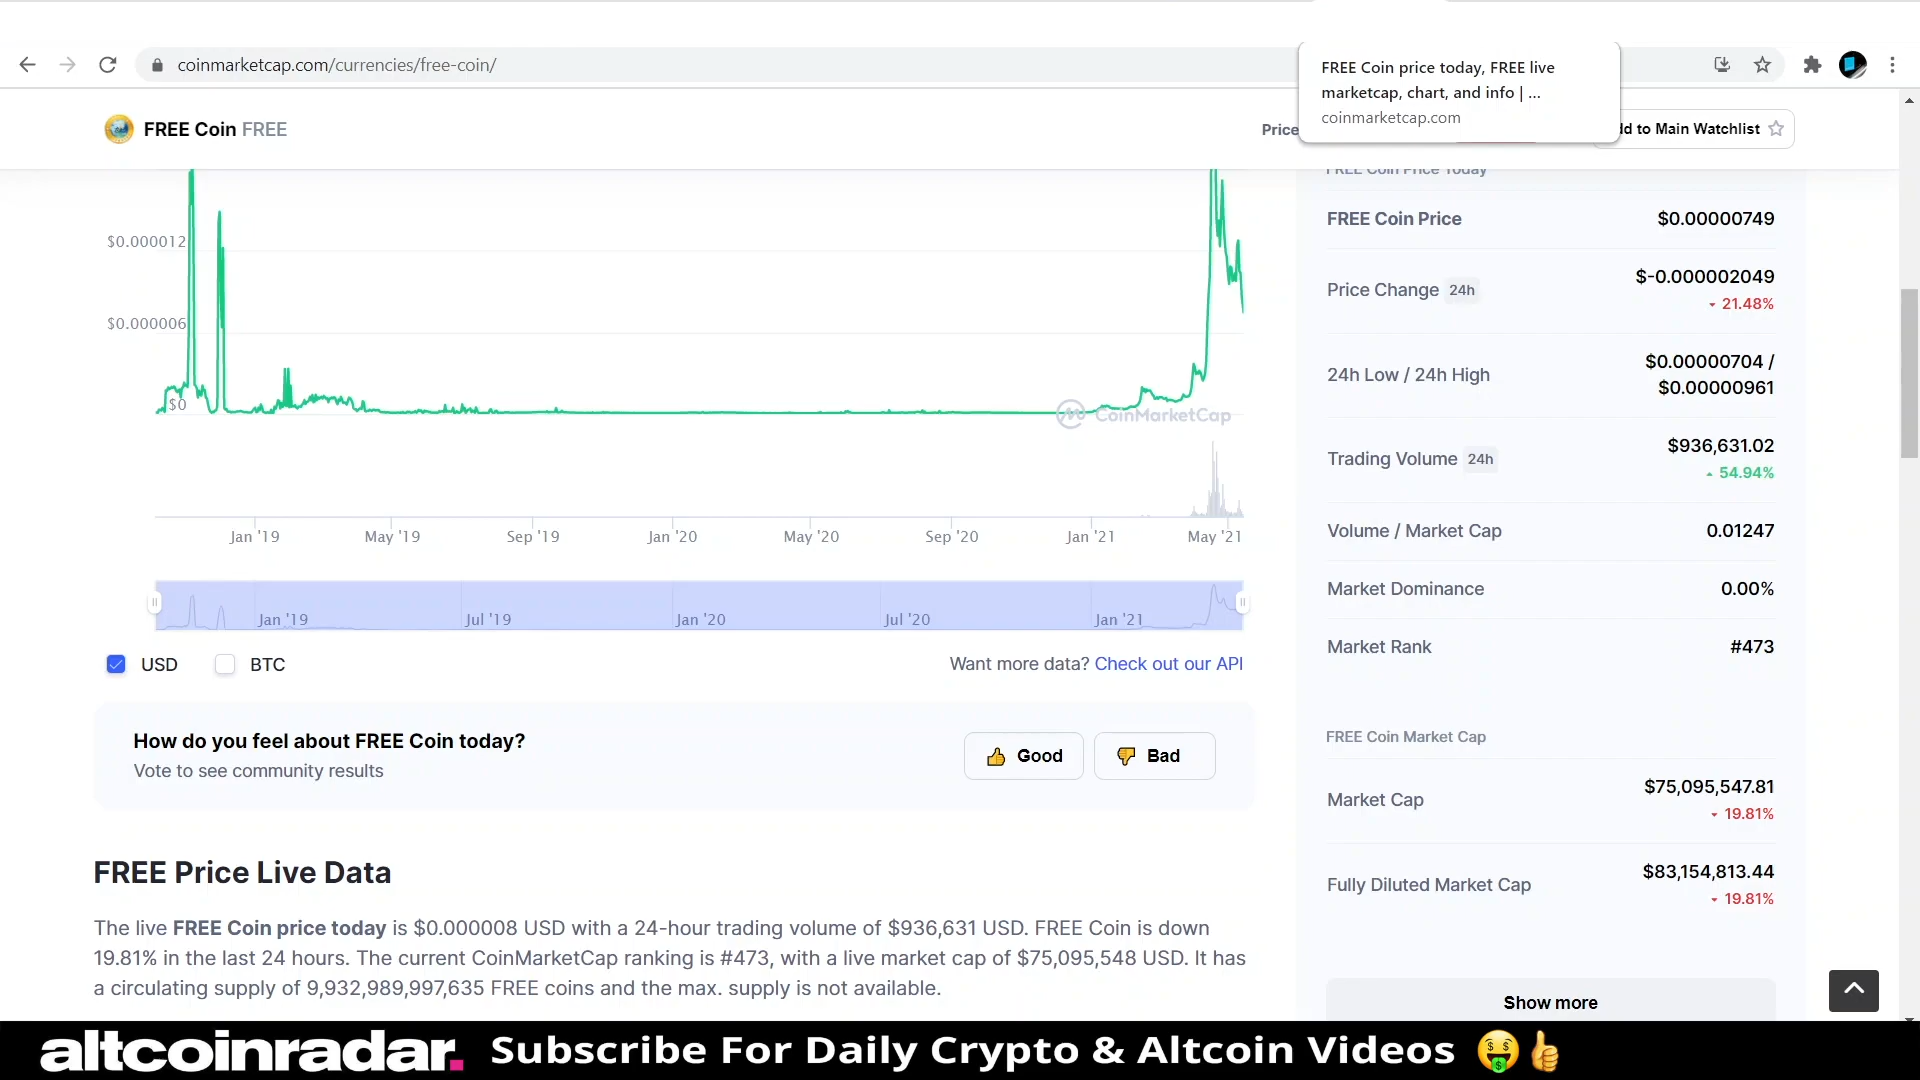 coinmarketcap.com/currencies/free-coin/
FREE Coin price today, FREE live
marketcap, chart, and info | ...
coinmarketcap.com
FREE Coin FREE
Price
dd to Main Watchlist
FREE Coin Price Today
FREE Coin Price $0.00000749
Price Change 24h $-0.000002049
21.48%
24h Low / 24h High $0.00000704 /
$0.00000961
Trading Volume 24h $936,631.02
54.94%
Volume / Market Cap 0.01247
Market Dominance 0.00%
Market Rank #473
FREE Coin Market Cap
Market Cap $75,095,547.81
19.81%
Fully Diluted Market Cap $83,154,813.44
19.81%
Show more
$0.000012
$0.000006
$0
CoinMarketCap
Jan '19 May '19 Sep '19 Jan '20 May '20 Sep '20 Jan '21 May '21
Jan '19 Jul '19 Jan '20 Jul '20 Jan '21
USD BTC
Want more data? Check out our API
How do you feel about FREE Coin today?
Vote to see community results
Good Bad
FREE Price Live Data
The live FREE Coin price today is $0.000008 USD with a 24-hour trading volume of $936,631 USD. FREE Coin is down
19.81% in the last 24 hours. The current CoinMarketCap ranking is #473, with a live market cap of $75,095,548 USD. It has
a circulating supply of 9,932,989,997,635 FREE coins and the max. supply is not available.
altcoinradar. Subscribe For Daily Crypto & Altcoin Videos